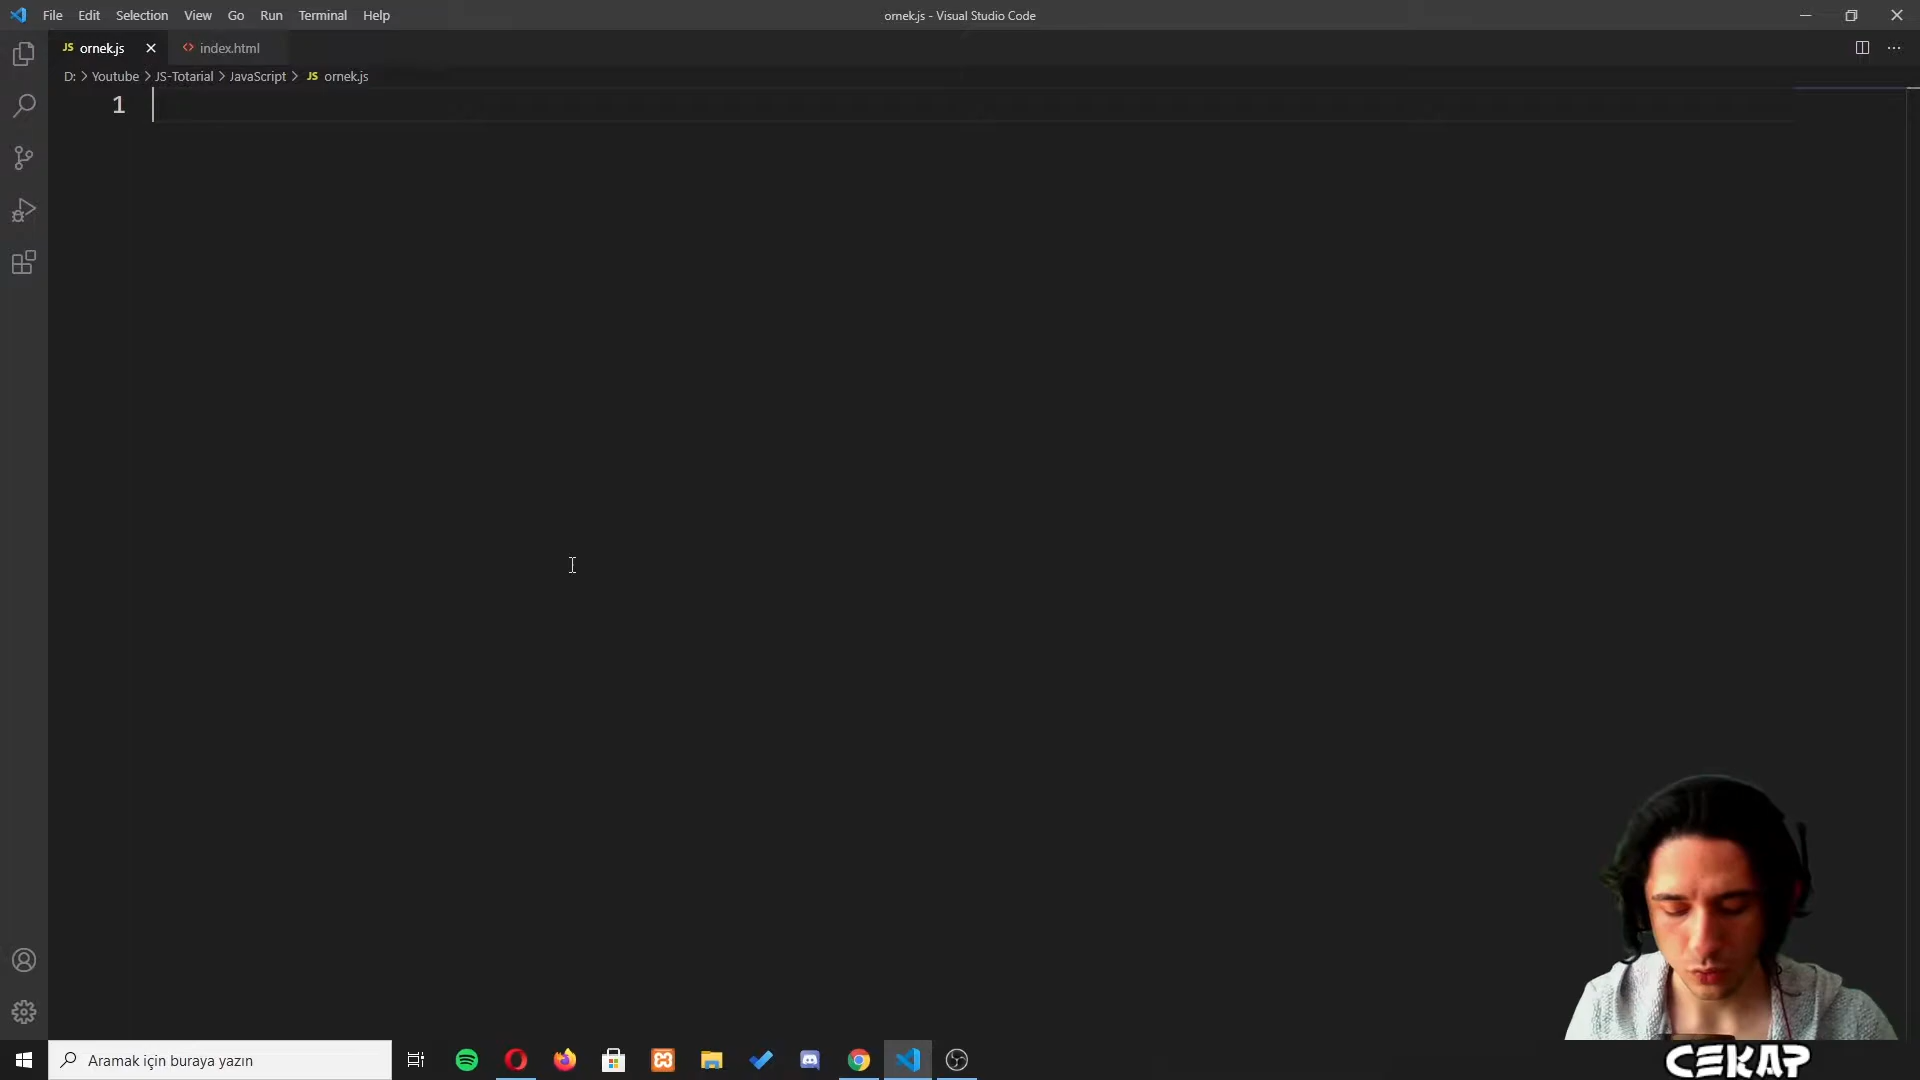 File Edit Selection View Go Run Terminal Help
ornek.js - Visual Studio Code
JS ornek.js
index.html
D: > Youtube > JS-Totarial > JavaScript > JS ornek.js
1
Aramak için buraya yazın
CEKAP